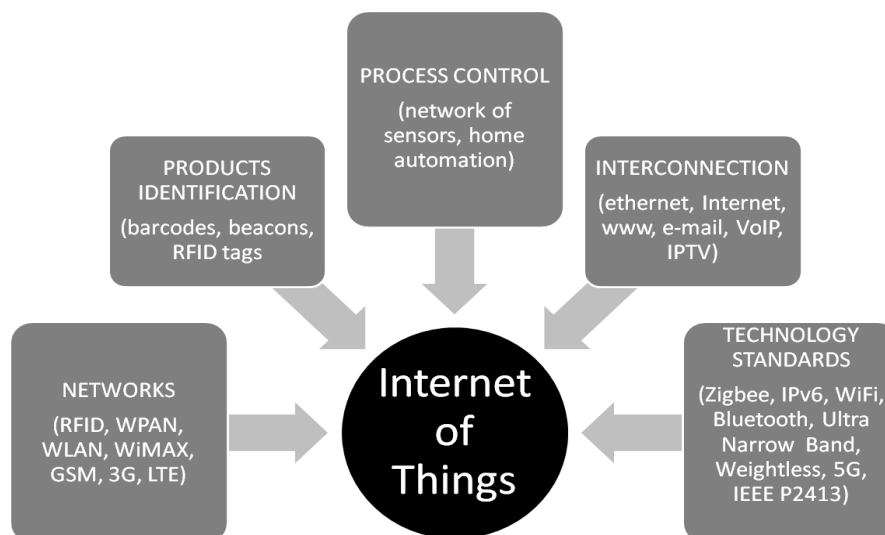 PROCESS CONTROL
(network of
sensors, home
automation)
PRODUCTS
IDENTIFICATION
(barcodes, beacons,
RFID tags
INTERCONNECTION
(ethernet, Internet,
www, e-mail, VoIP,
IPTV)
NETWORKS
(RFID, WPAN,
WLAN, WiMAX,
GSM, 3G, LTE)
Internet
of
Things
TECHNOLOGY
STANDARDS
(Zigbee, IPv6, WiFi,
Bluetooth, Ultra
Narrow Band,
Weightless, 5G,
IEEE P2413)